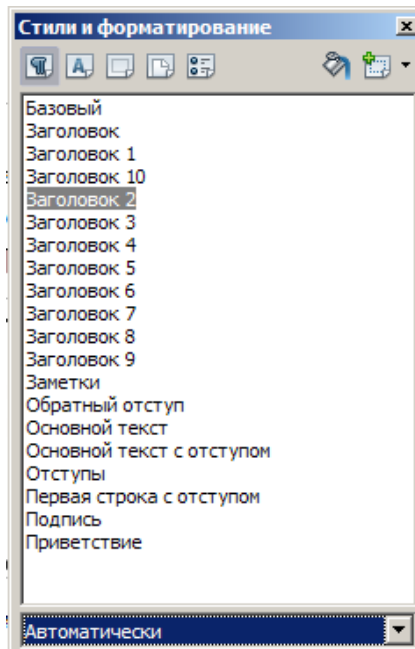 Стили и форматирование
Базовый
Заголовок
Заголовок 1
Заголовок 10
Заголовок 2
Заголовок 3
Заголовок 4
Заголовок 5
Заголовок 6
Заголовок 7
Заголовок 8
Заголовок 9
Заметки
Обратный отступ
Основной текст
Основной текст с отступом
Отступы
Первая строка с отступом
Подпись
Приветствие
Автоматически